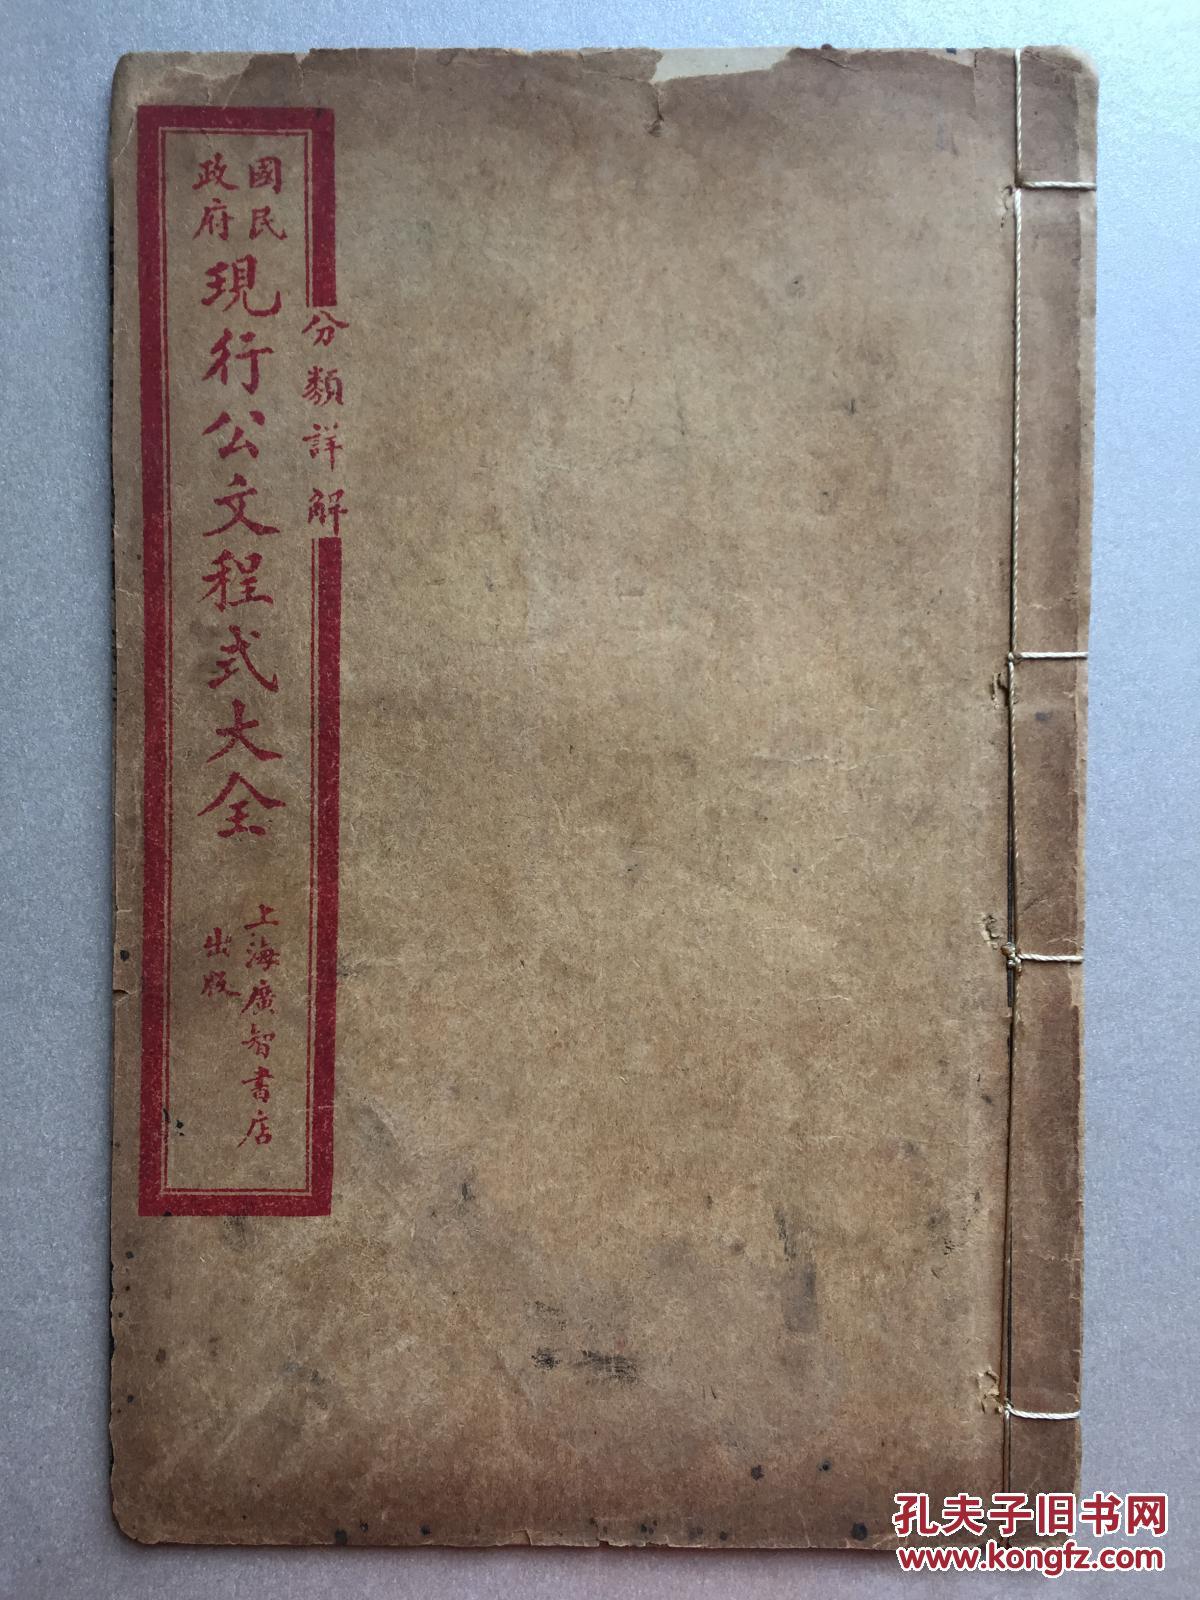 分類詳解
國民
政府
現行公文程式大全
上海廣智書店
出版
孔夫子旧书网
www.kongfz.com